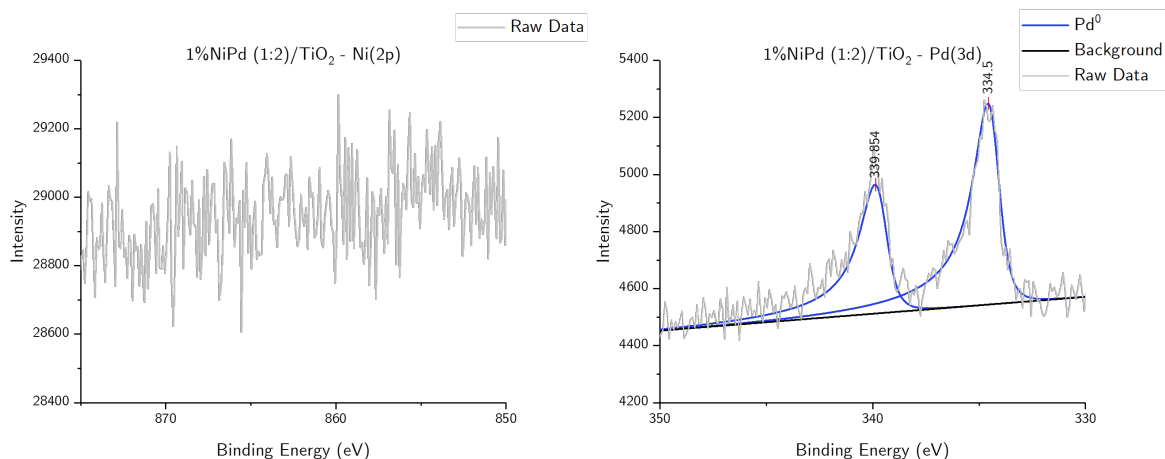 Raw Data
1%NiPd (1:2)/TiO₂ - Ni(2p)
29400
29200
29000
28800
28600
28400
Intensity
870
860
850
Binding Energy (eV)
Pd⁰
Background
Raw Data
1%NiPd (1:2)/TiO₂ - Pd(3d)
334.5
339.854
5400
5200
5000
4800
4600
4400
4200
Intensity
350
340
330
Binding Energy (eV)